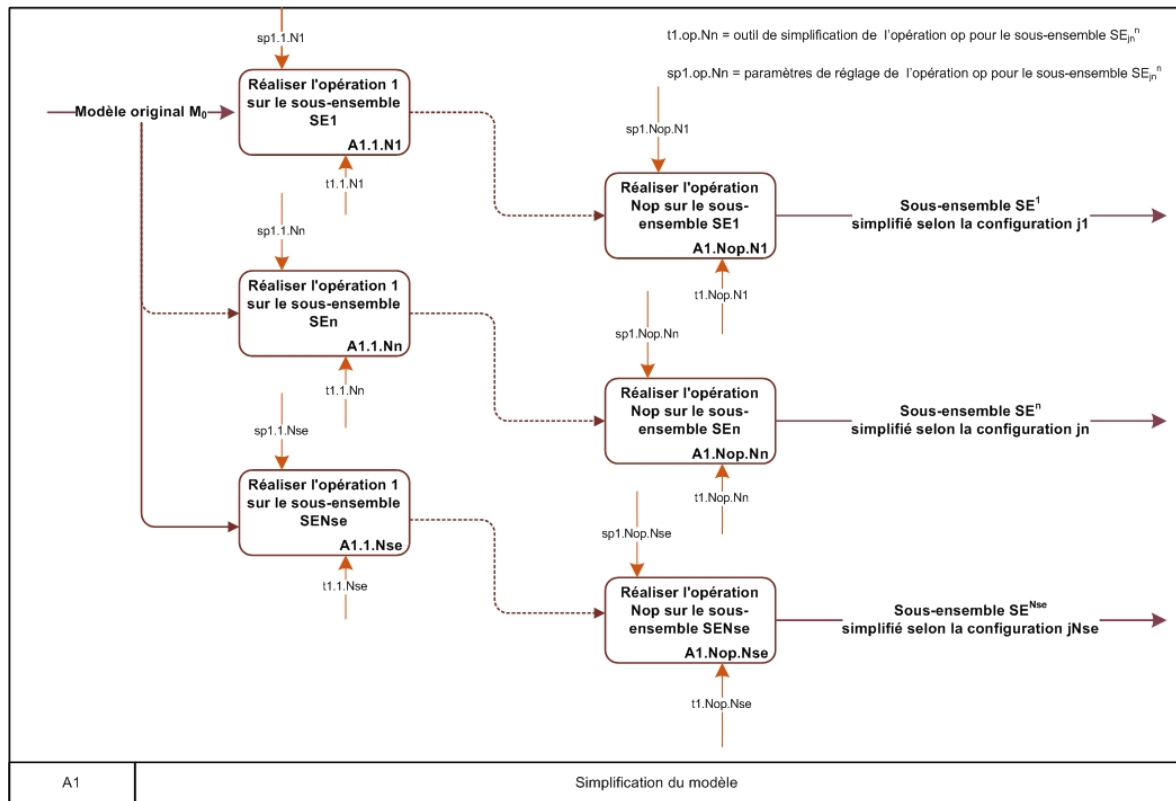 sp1.1.N1
t1.op.Nn = outil de simplification de l'opération op pour le sous-ensemble SE_jn^n
sp1.op.Nn = paramètres de réglage de l'opération op pour le sous-ensemble SE_jn^n
Modèle original M₀
Réaliser l'opération 1
sur le sous-ensemble
SE1
A1.1.N1
t1.1.N1
sp1.Nop.N1
Réaliser l'opération
Nop sur le sous-
ensemble SE1
A1.Nop.N1
t1.Nop.N1
Sous-ensemble SE¹
simplifié selon la configuration j1
sp1.1.Nn
Réaliser l'opération 1
sur le sous-ensemble
SEn
A1.1.Nn
t1.1.Nn
sp1.Nop.Nn
Réaliser l'opération
Nop sur le sous-
ensemble SEn
A1.Nop.Nn
t1.Nop.Nn
Sous-ensemble SEⁿ
simplifié selon la configuration jn
sp1.1.Nse
Réaliser l'opération 1
sur le sous-ensemble
SENse
A1.1.Nse
t1.1.Nse
sp1.Nop.Nse
Réaliser l'opération
Nop sur le sous-
ensemble SENse
A1.Nop.Nse
t1.Nop.Nse
Sous-ensemble SE^Nse
simplifié selon la configuration jNse
A1
Simplification du modèle